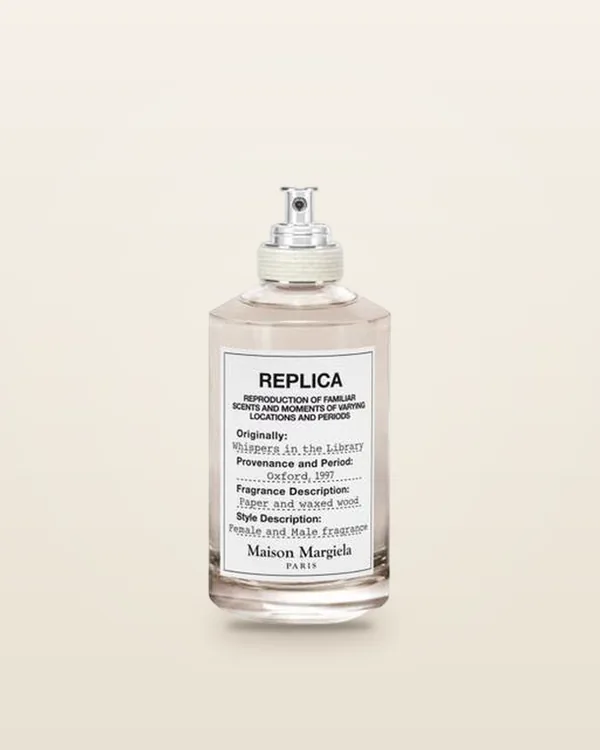 REPLICA
REPRODUCTION OF FAMILIAR
SCENTS AND MOMENTS OF VARYING
LOCATIONS AND PERIODS
Originally:
Whispers in the Library
Provenance and Period:
Oxford, 1997
Fragrance Description:
Paper and waxed wood
Style Description:
Female and Male fragrance
Maison Margiela
PARIS